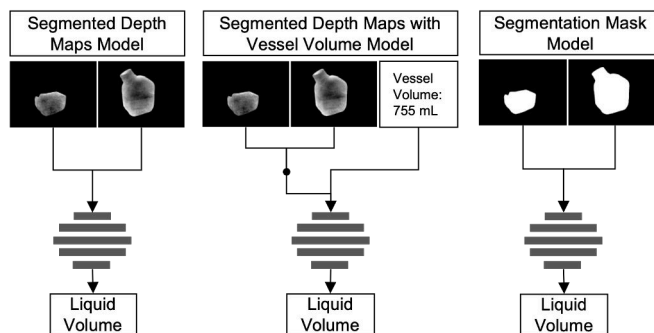 Segmented Depth
Maps Model
Segmented Depth Maps with
Vessel Volume Model
Vessel
Volume:
755 mL
Segmentation Mask
Model
Liquid
Volume
Liquid
Volume
Liquid
Volume